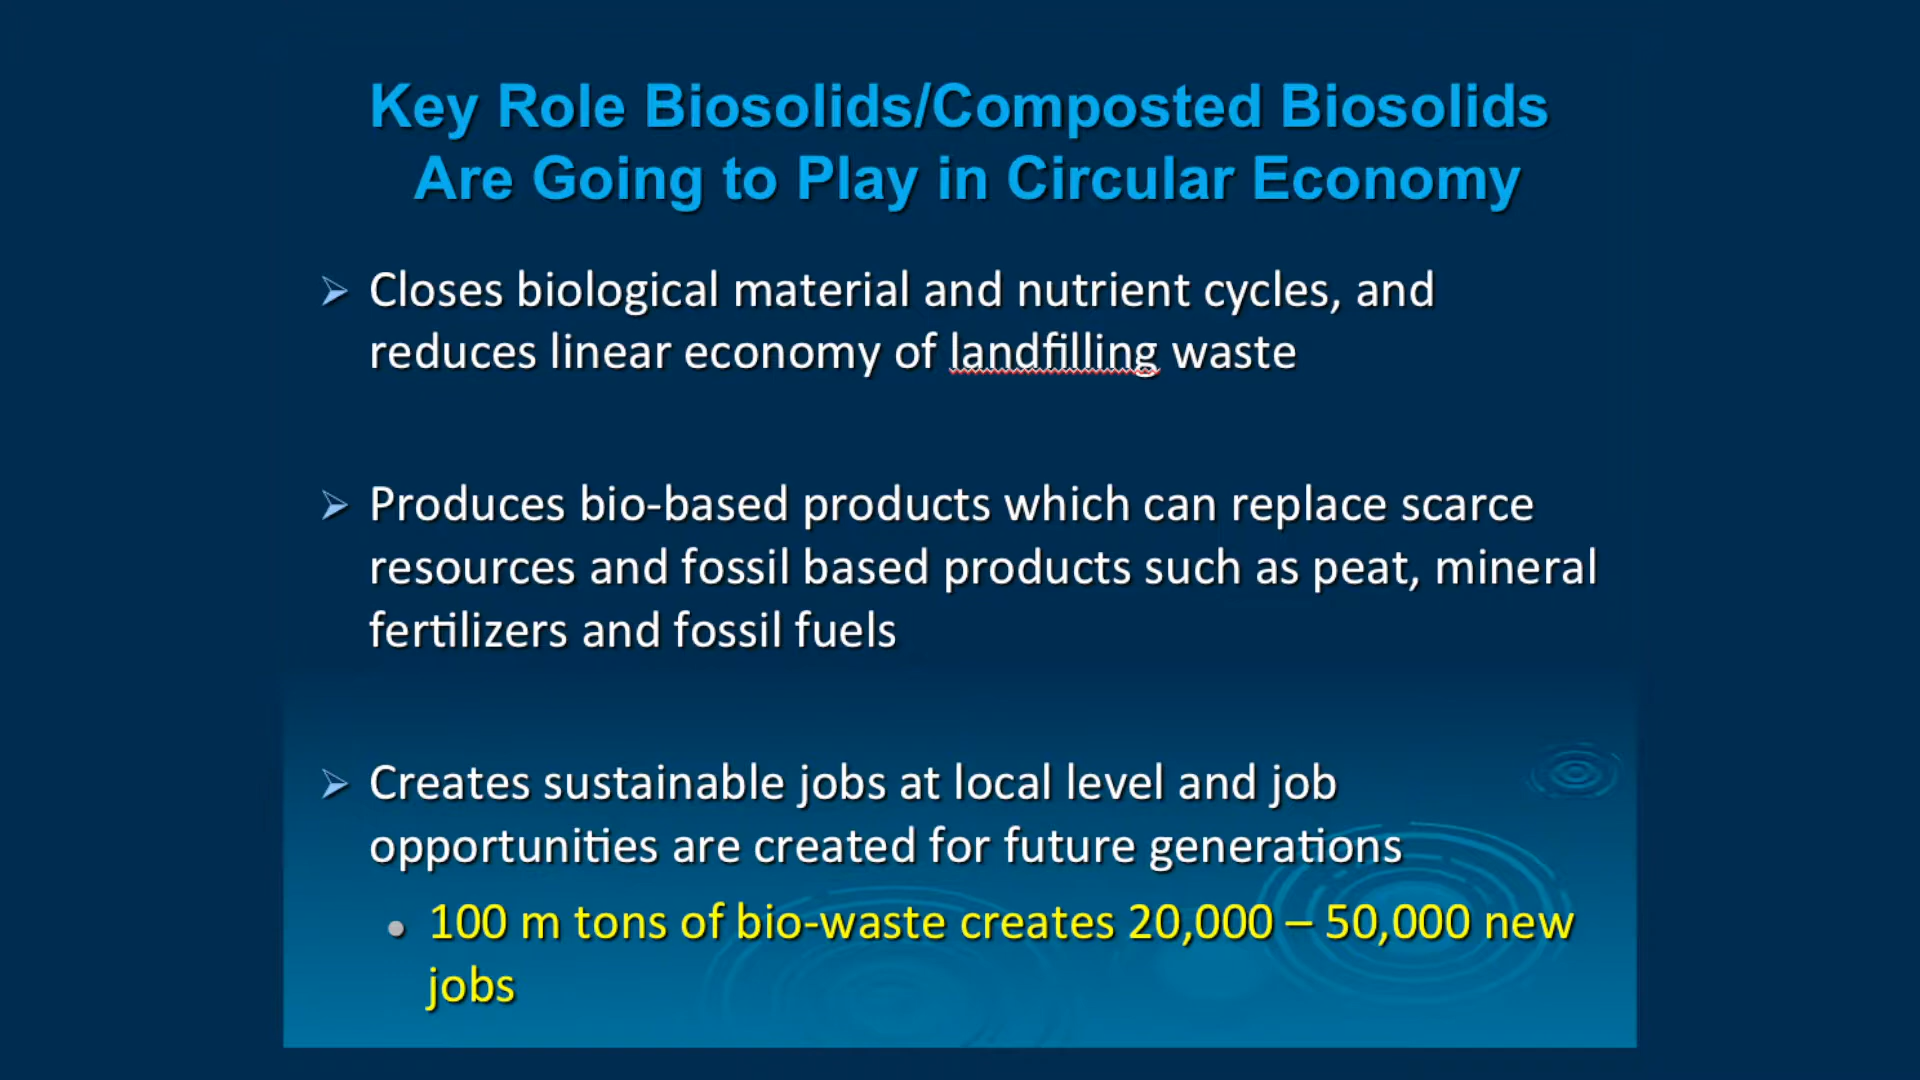 Key Role Biosolids/Composted Biosolids
Are Going to Play in Circular Economy
Closes biological material and nutrient cycles, and
reduces linear economy of landfilling waste
Produces bio-based products which can replace scarce
resources and fossil based products such as peat, mineral
fertilizers and fossil fuels
Creates sustainable jobs at local level and job
opportunities are created for future generations
100 m tons of bio-waste creates 20,000 – 50,000 new
jobs